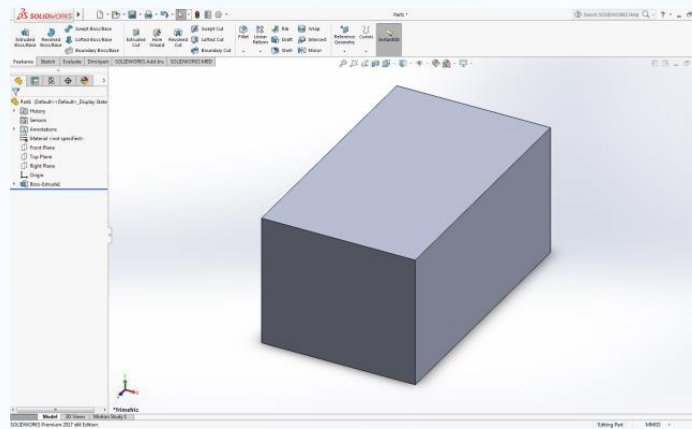 SOLIDWORKS
Part1 *
Search SOLIDWORKS Help
Extruded Boss/Base
Revolved Boss/Base
Swept Boss/Base
Lofted Boss/Base
Boundary Boss/Base
Extruded Cut
Hole Wizard
Revolved Cut
Swept Cut
Lofted Cut
Boundary Cut
Fillet
Linear Pattern
Rib
Draft
Shell
Wrap
Intersect
Mirror
Reference Geometry
Curves
Instant3D
Features
Sketch
Evaluate
DimXpert
SOLIDWORKS Add-Ins
SOLIDWORKS MBD
(Default<<Default>_Display State
History
Sensors
Annotations
Material <not specified>
Front Plane
Top Plane
Right Plane
Origin
Boss-Extrude1
*Trimetric
Model
3D Views
Motion Study 1
SOLIDWORKS Premium 2017 x64 Edition
Editing Part
MMGS